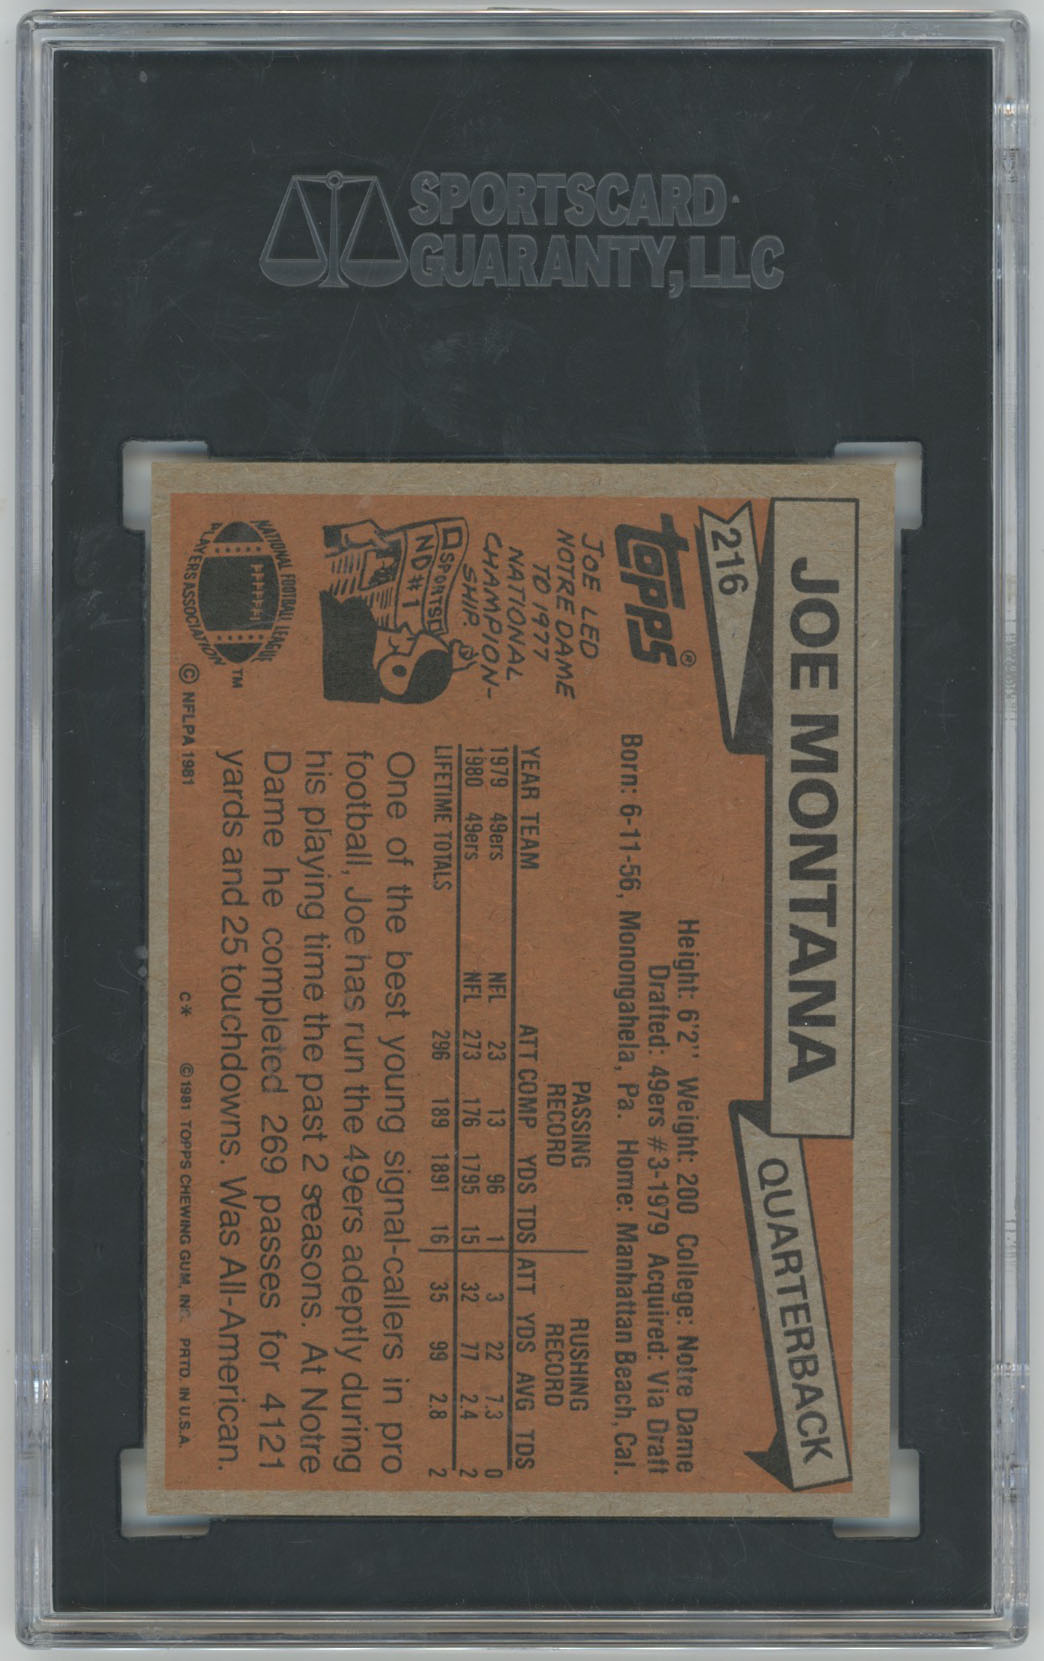 SPORTSCARD
GUARANTY, LLC
216
JOE MONTANA
QUARTERBACK
topps®
Height: 6'2" Weight: 200 College: Notre Dame
Drafted: 49ers #3-1979 Acquired: Via Draft
Born: 6-11-56, Monongahela, Pa. Home: Manhattan Beach, Cal.
JOE LED
NOTRE DAME
TO 1977
NATIONAL
CHAMPION-
SHIP.
SPORTS
ND #1
PASSING RUSHING
RECORD RECORD
YEAR TEAM ATT COMP YDS TDS ATT YDS AVG TDS
1979 49ers NFL 23 13 96 1 3 22 7.3 0
1980 49ers NFL 273 176 1795 15 32 77 2.4 2
LIFETIME TOTALS 296 189 1891 16 35 99 2.8 2
One of the best young signal-callers in pro
football, Joe has run the 49ers adeptly during
his playing time the past 2 seasons. At Notre
Dame he completed 269 passes for 4121
yards and 25 touchdowns. Was All-American.
NATIONAL FOOTBALL LEAGUE
PLAYERS ASSOCIATION
TM
© NFLPA 1981
C* ©1981 TOPPS CHEWING GUM, INC. PRTD. IN U.S.A.